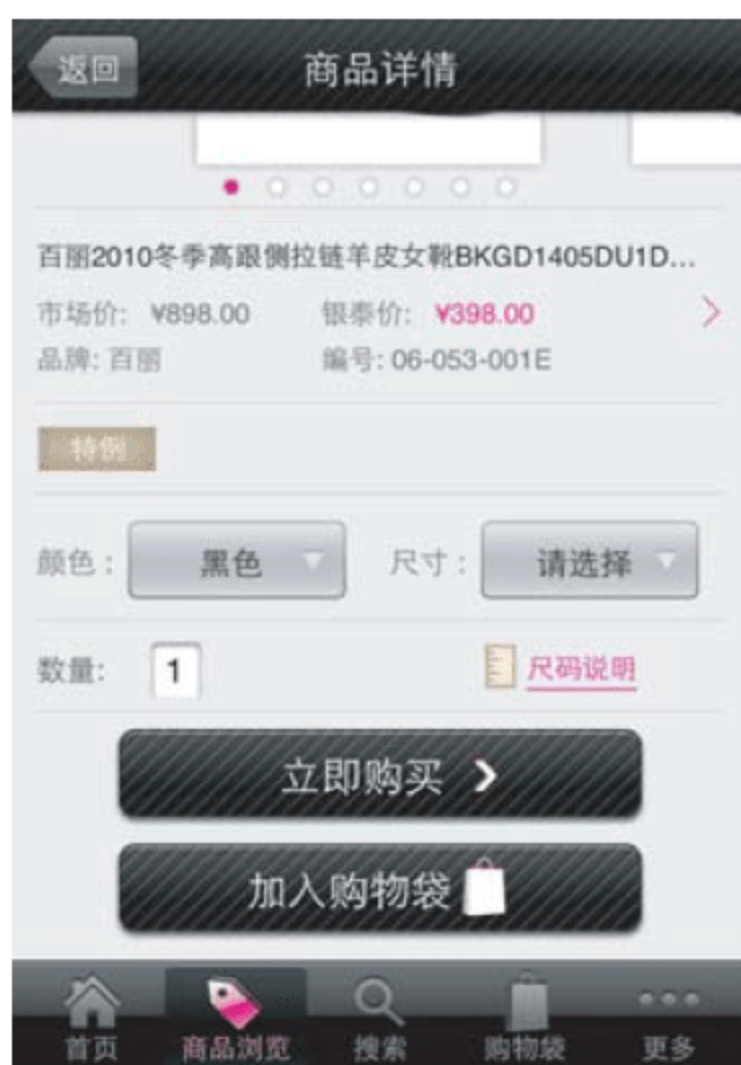 返回 商品详情
百丽2010冬季高跟侧拉链羊皮女靴BKGD1405DU1D...
市场价: ¥898.00 银泰价: ¥398.00
品牌: 百丽 编号: 06-053-001E
特例
颜色: 黑色 尺寸: 请选择
数量: 1 尺码说明
立即购买
加入购物袋
首页 商品浏览 搜索 购物袋 更多